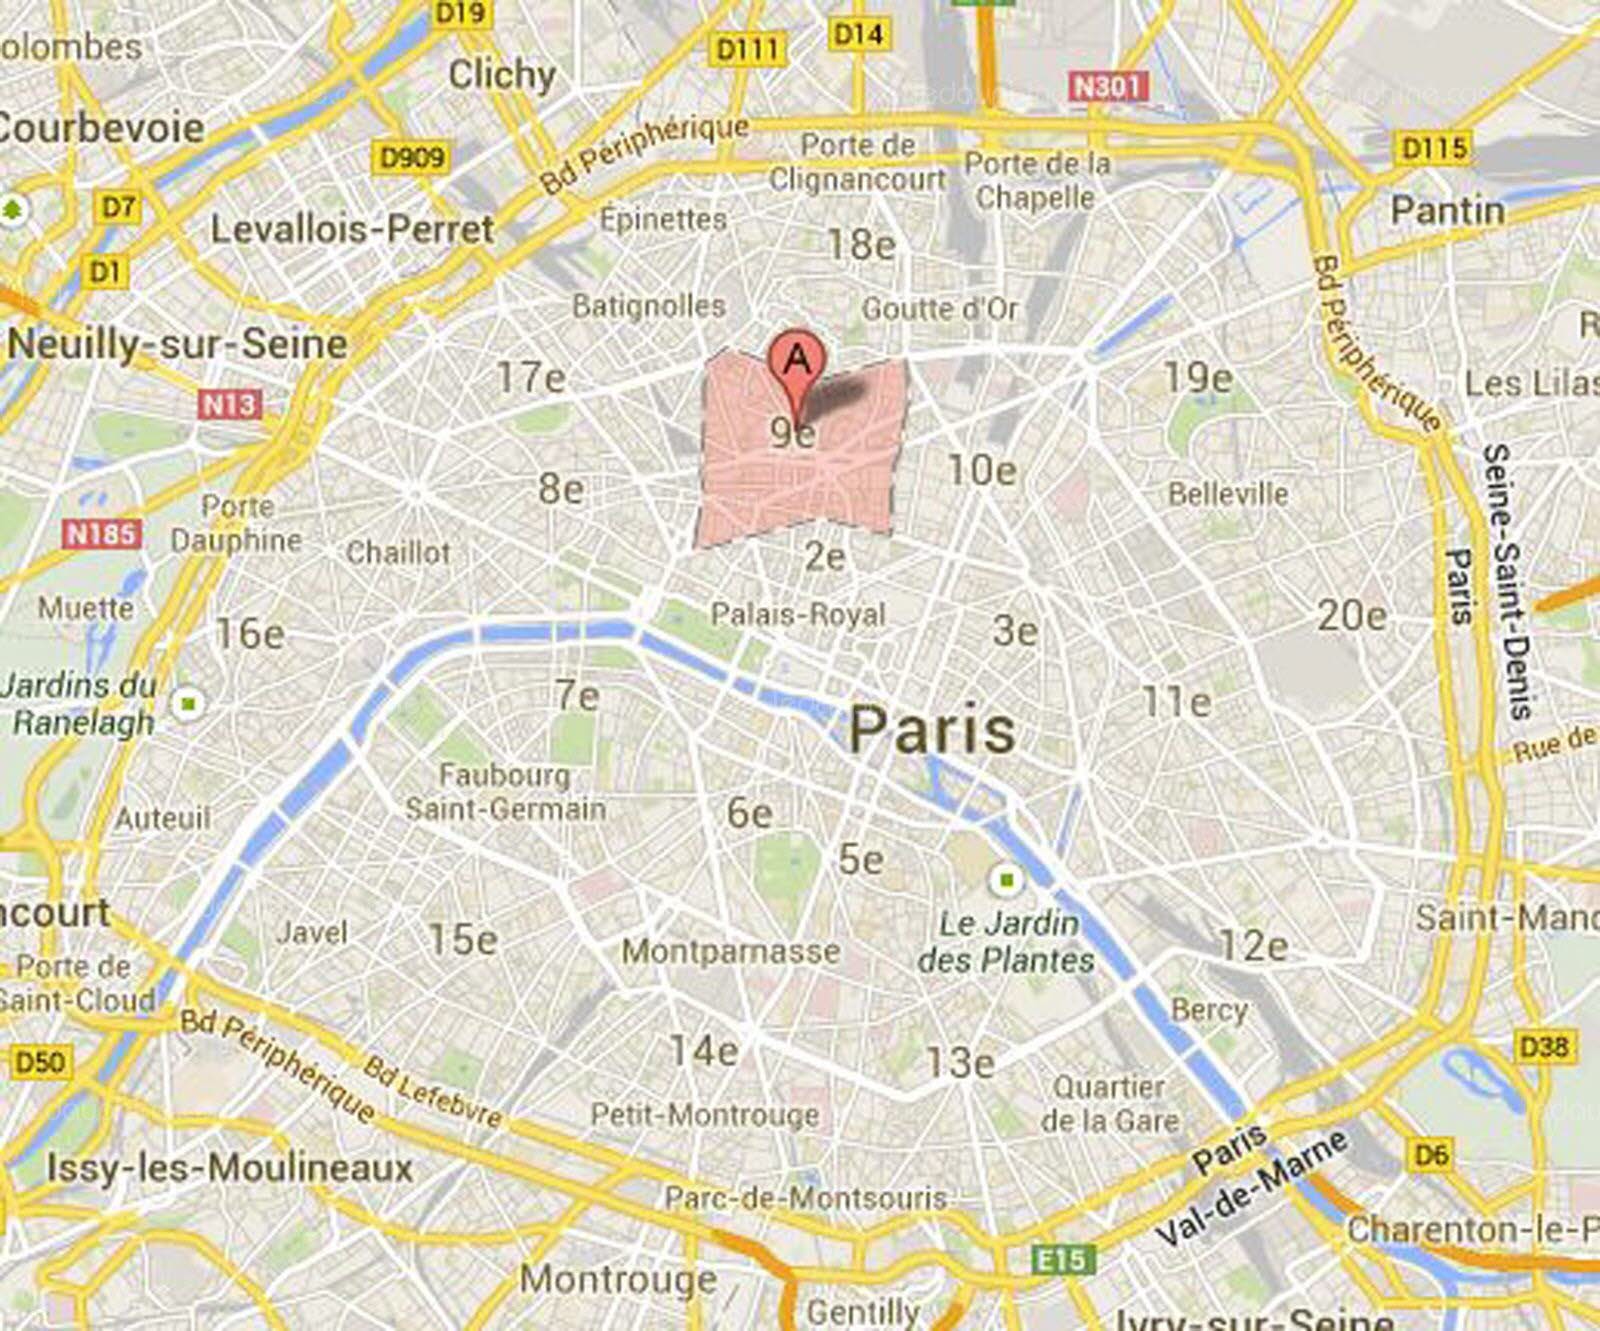 D19
olombes
D111
D14
Clichy
N301
Courbevoie
Bd Périphérique
D909
Porte de
Clignancourt
Porte de la
Chapelle
D115
D7
Levallois-Perret
Épinettes
Pantin
18e
D1
Batignolles
Goutte d'Or
Bd Périphérique
Neuilly-sur-Seine
A
R
17e
19e
Les Lilas
N13
9e
8e
10e
Belleville
Seine-Saint-Denis
Porte
Dauphine
N185
Chaillot
2e
Paris
Muette
Palais-Royal
16e
3e
20e
Jardins du
Ranelagh
7e
11e
Paris
Rue de
Faubourg
Saint-Germain
Auteuil
6e
5e
ncourt
Javel
15e
Montparnasse
Le Jardin
des Plantes
12e
Saint-Mand
Porte de
Saint-Cloud
Bercy
Bd Périphérique
Bd Lefebvre
14e
13e
D50
D38
Petit-Montrouge
Quartier
de la Gare
Issy-les-Moulineaux
Paris
Val-de-Marne
D6
Parc-de-Montsouris
Charenton-le-P
E15
Montrouge
Gentilly
Ivry-sur-Seine